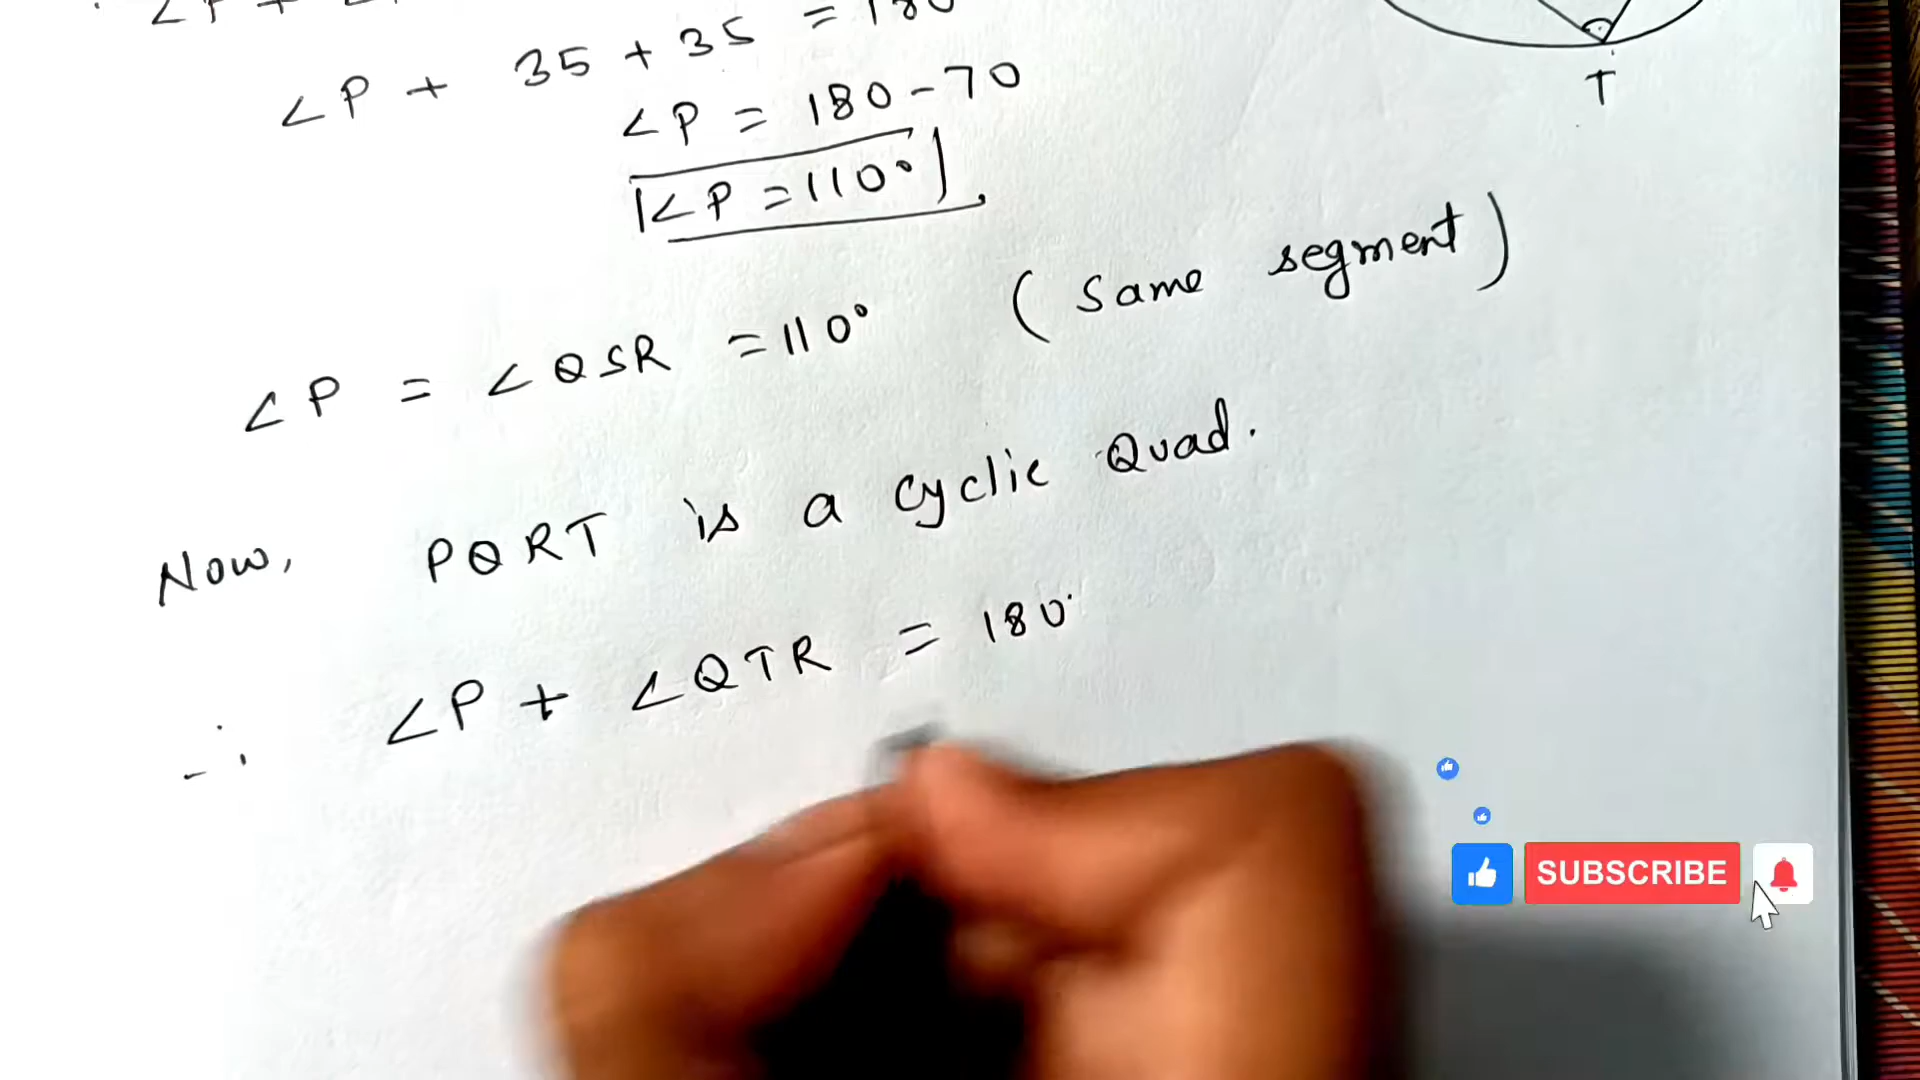 ∠P +
∠P + 35 + 35 = 180
∠P = 180 - 70
∠P = 110°
T
∠P = ∠QSR = 110° (same segment)
Now, PQRT is a cyclic Quad.
∴ ∠P + ∠QTR = 180°
SUBSCRIBE